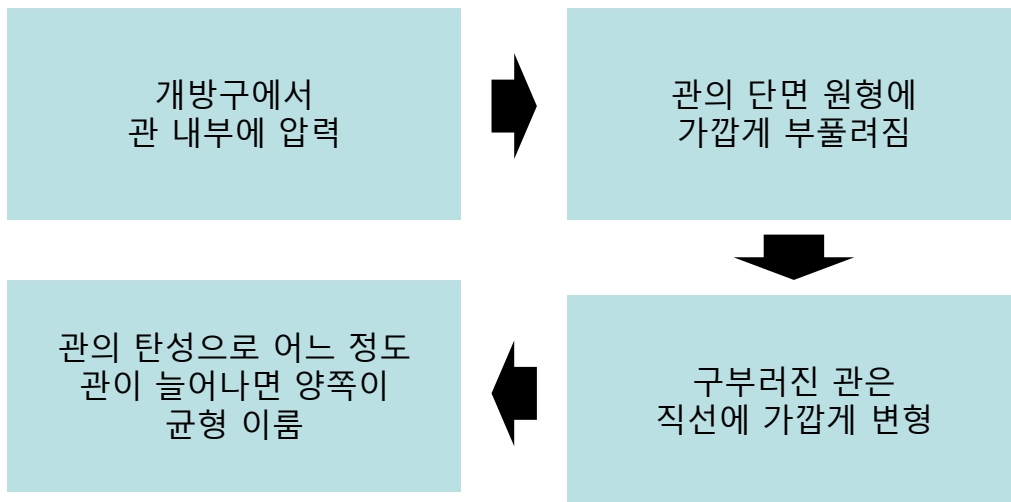 개방구에서
관 내부에 압력
관의 단면 원형에
가깝게 부풀려짐
구부러진 관은
직선에 가깝게 변형
관의 탄성으로 어느 정도
관이 늘어나면 양쪽이
균형 이룸